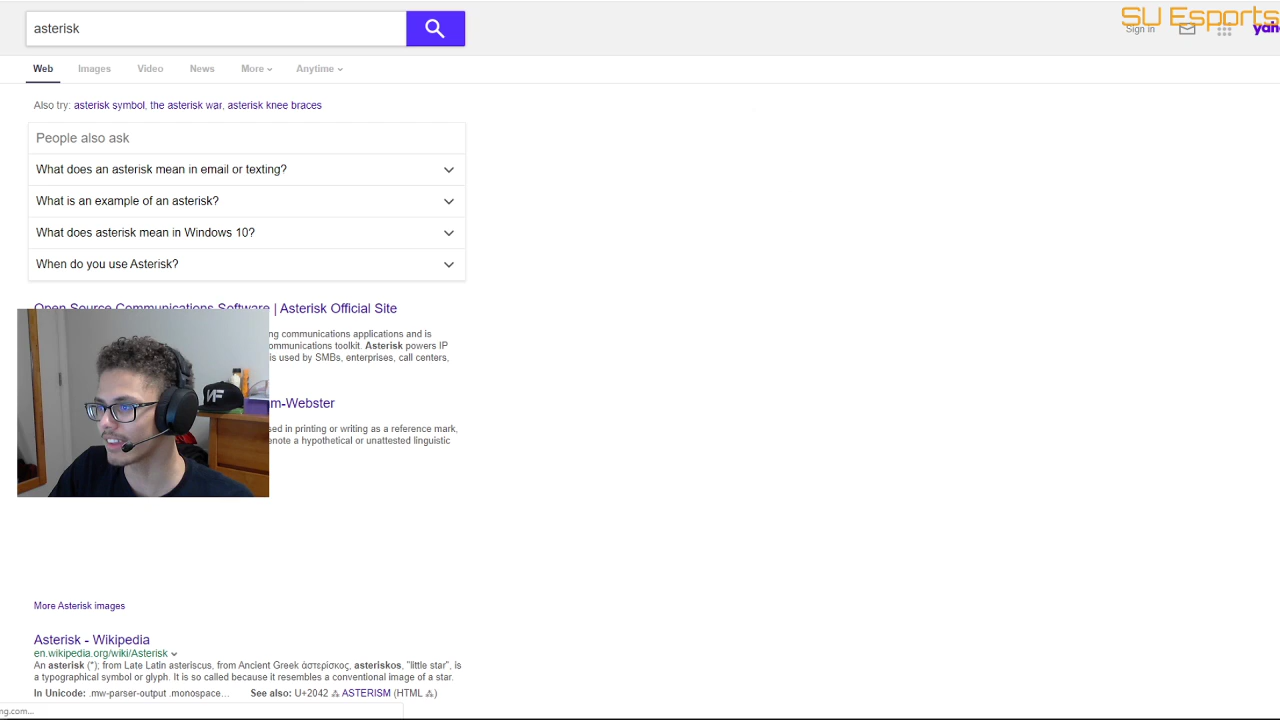 SU Esports
asterisk
Sign in
Web Images Video News More Anytime
Also try: asterisk symbol, the asterisk war, asterisk knee braces
People also ask
What does an asterisk mean in email or texting?
What is an example of an asterisk?
What does asterisk mean in Windows 10?
When do you use Asterisk?
Open Source Communications Software | Asterisk Official Site
ng communications applications and is
ommunications toolkit. Asterisk powers IP
is used by SMBs, enterprises, call centers,
m-Webster
sed in printing or writing as a reference mark,
enote a hypothetical or unattested linguistic
NF
More Asterisk images
Asterisk - Wikipedia
en.wikipedia.org/wiki/Asterisk
An asterisk (*); from Late Latin asteriscus, from Ancient Greek ἀστερίσκος, asteriskos, "little star", is
a typographical symbol or glyph. It is so called because it resembles a conventional image of a star.
In Unicode: .mw-parser-output .monospace... See also: U+2042 ⁂ ASTERISM (HTML ⁂)
mg.com...